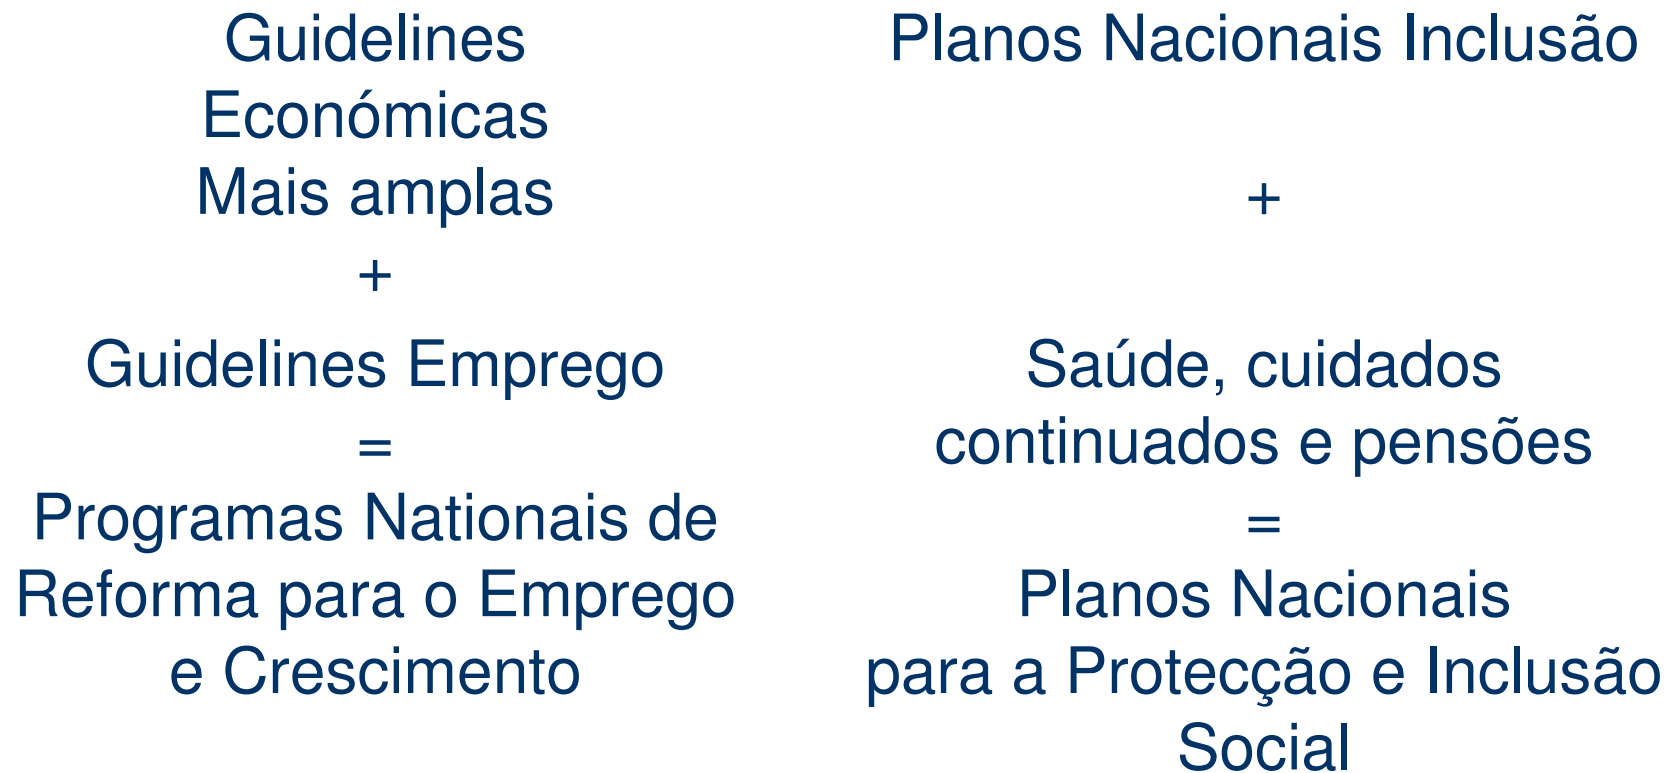 Guidelines
Económicas
Mais amplas
+
Guidelines Emprego
=
Programas Nationais de
Reforma para o Emprego
e Crescimento
Planos Nacionais Inclusão
+
Saúde, cuidados
continuados e pensões
=
Planos Nacionais
para a Protecção e Inclusão
Social